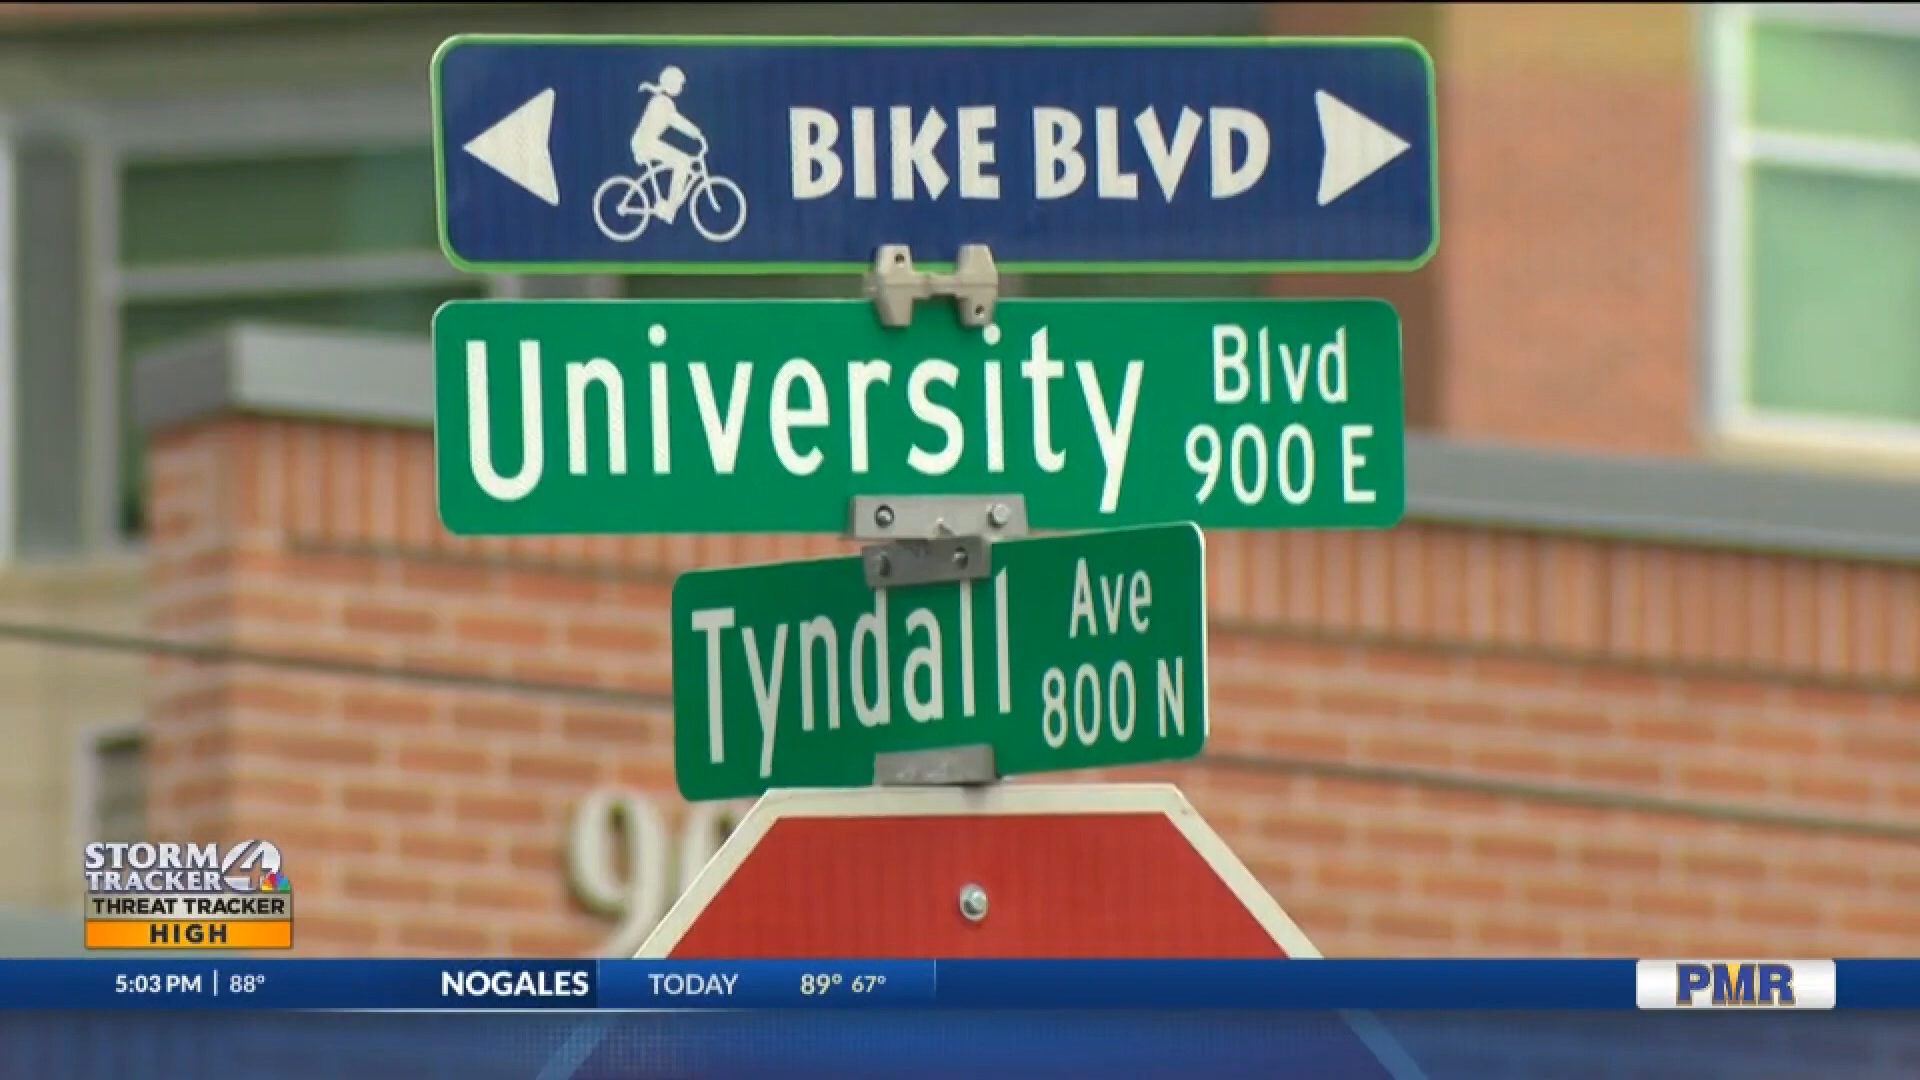 BIKE BLVD
University Blvd
900 E
Tyndall Ave
800 N
STORM 4
TRACKER
THREAT TRACKER
HIGH
5:03 PM | 88° NOGALES TODAY 89° 67° PMR